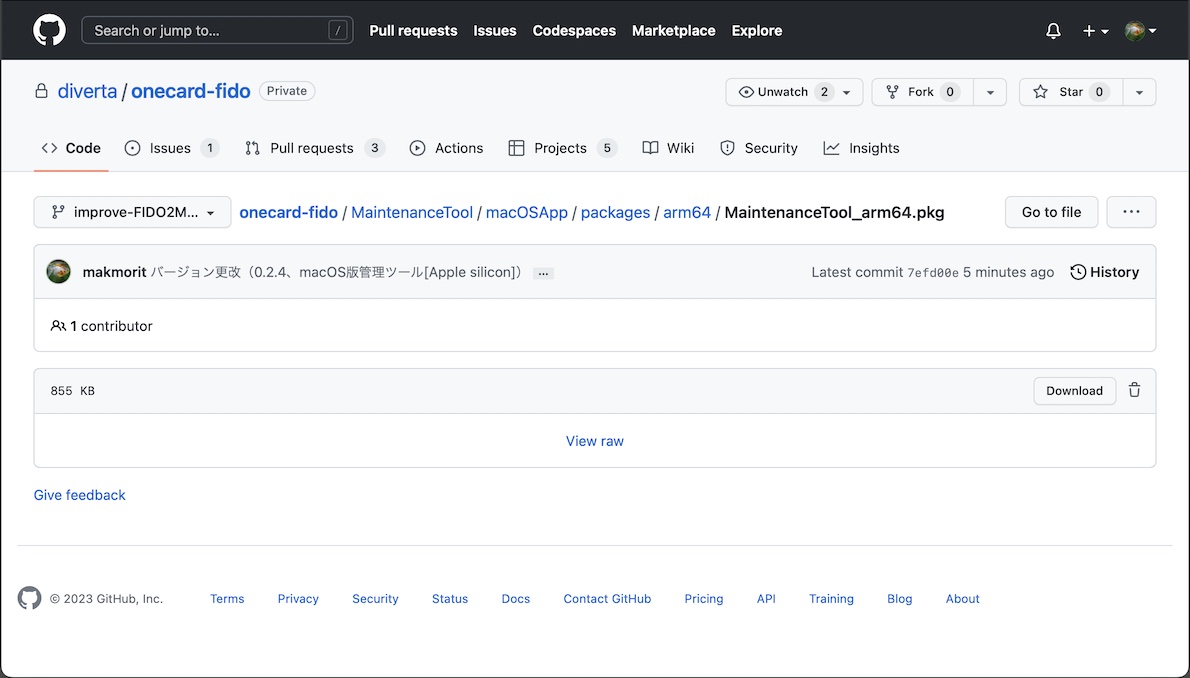 Search or jump to... /
Pull requests Issues Codespaces Marketplace Explore
diverta / onecard-fido Private
Unwatch 2 Fork 0 Star 0
Code Issues 1 Pull requests 3 Actions Projects 5 Wiki Security Insights
improve-FIDO2M... onecard-fido / MaintenanceTool / macOSApp / packages / arm64 / MaintenanceTool_arm64.pkg Go to file ...
makmorit バージョン更改（0.2.4、macOS版管理ツール[Apple silicon]） ... Latest commit 7efd00e 5 minutes ago History
1 contributor
855 KB Download
View raw
Give feedback
© 2023 GitHub, Inc. Terms Privacy Security Status Docs Contact GitHub Pricing API Training Blog About